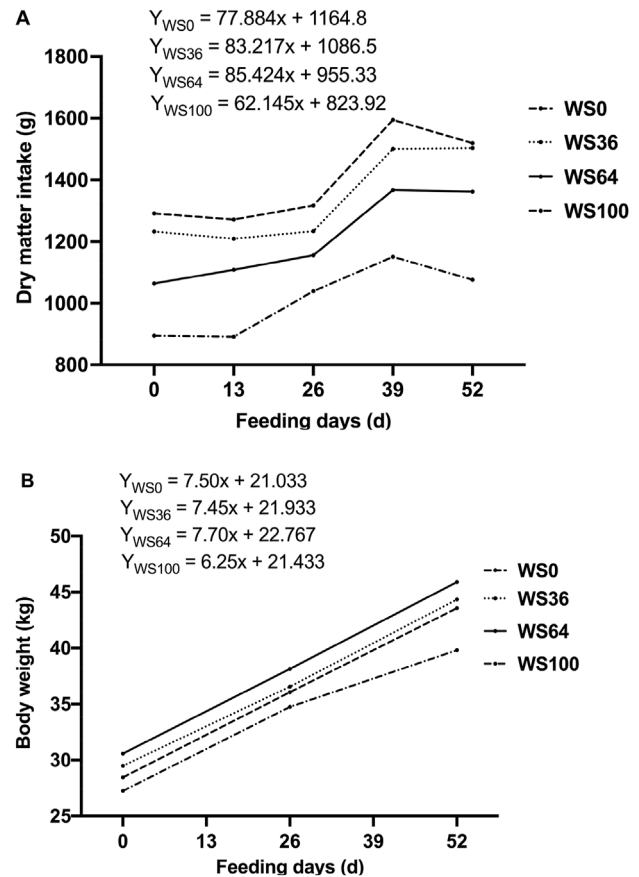 A
Y_WS0 = 77.884x + 1164.8
Y_WS36 = 83.217x + 1086.5
Y_WS64 = 85.424x + 955.33
Y_WS100 = 62.145x + 823.92
Dry matter intake (g)
1800
1600
1400
1200
1000
800
0 13 26 39 52
Feeding days (d)
WS0
WS36
WS64
WS100
B
Y_WS0 = 7.50x + 21.033
Y_WS36 = 7.45x + 21.933
Y_WS64 = 7.70x + 22.767
Y_WS100 = 6.25x + 21.433
Body weight (kg)
50
45
40
35
30
25
0 13 26 39 52
Feeding days (d)
WS0
WS36
WS64
WS100